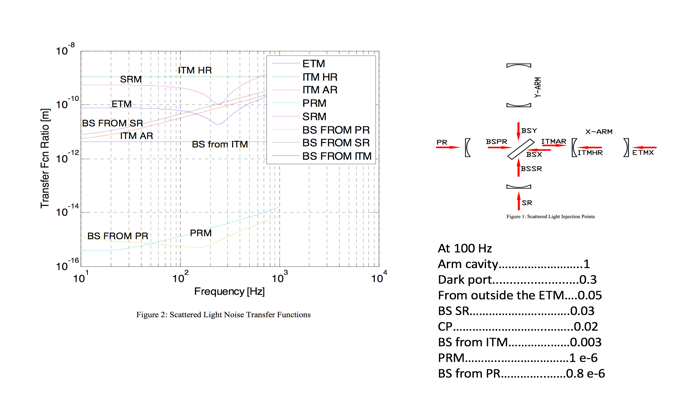 10^-8
10^-10
10^-12
10^-14
10^-16
Transfer Fcn Ratio [m]
ITM HR
SRM
ETM
BS FROM SR
ITM AR
BS from ITM
BS FROM PR
PRM
ETM
ITM HR
ITM AR
PRM
SRM
BS FROM PR
BS FROM SR
BS FROM ITM
10^1
10^2
10^3
10^4
Frequency [Hz]
Figure 2: Scattered Light Noise Transfer Functions
Y-ARM
BSY
PR
BSPR
ITMAR
X-ARM
BSX
ITMHR
ETMX
BSSR
SR
Figure 1: Scattered Light Injection Points
At 100 Hz
Arm cavity..........................1
Dark port...........................0.3
From outside the ETM....0.05
BS SR.................................0.03
CP......................................0.02
BS from ITM....................0.003
PRM.................................1 e-6
BS from PR.....................0.8 e-6